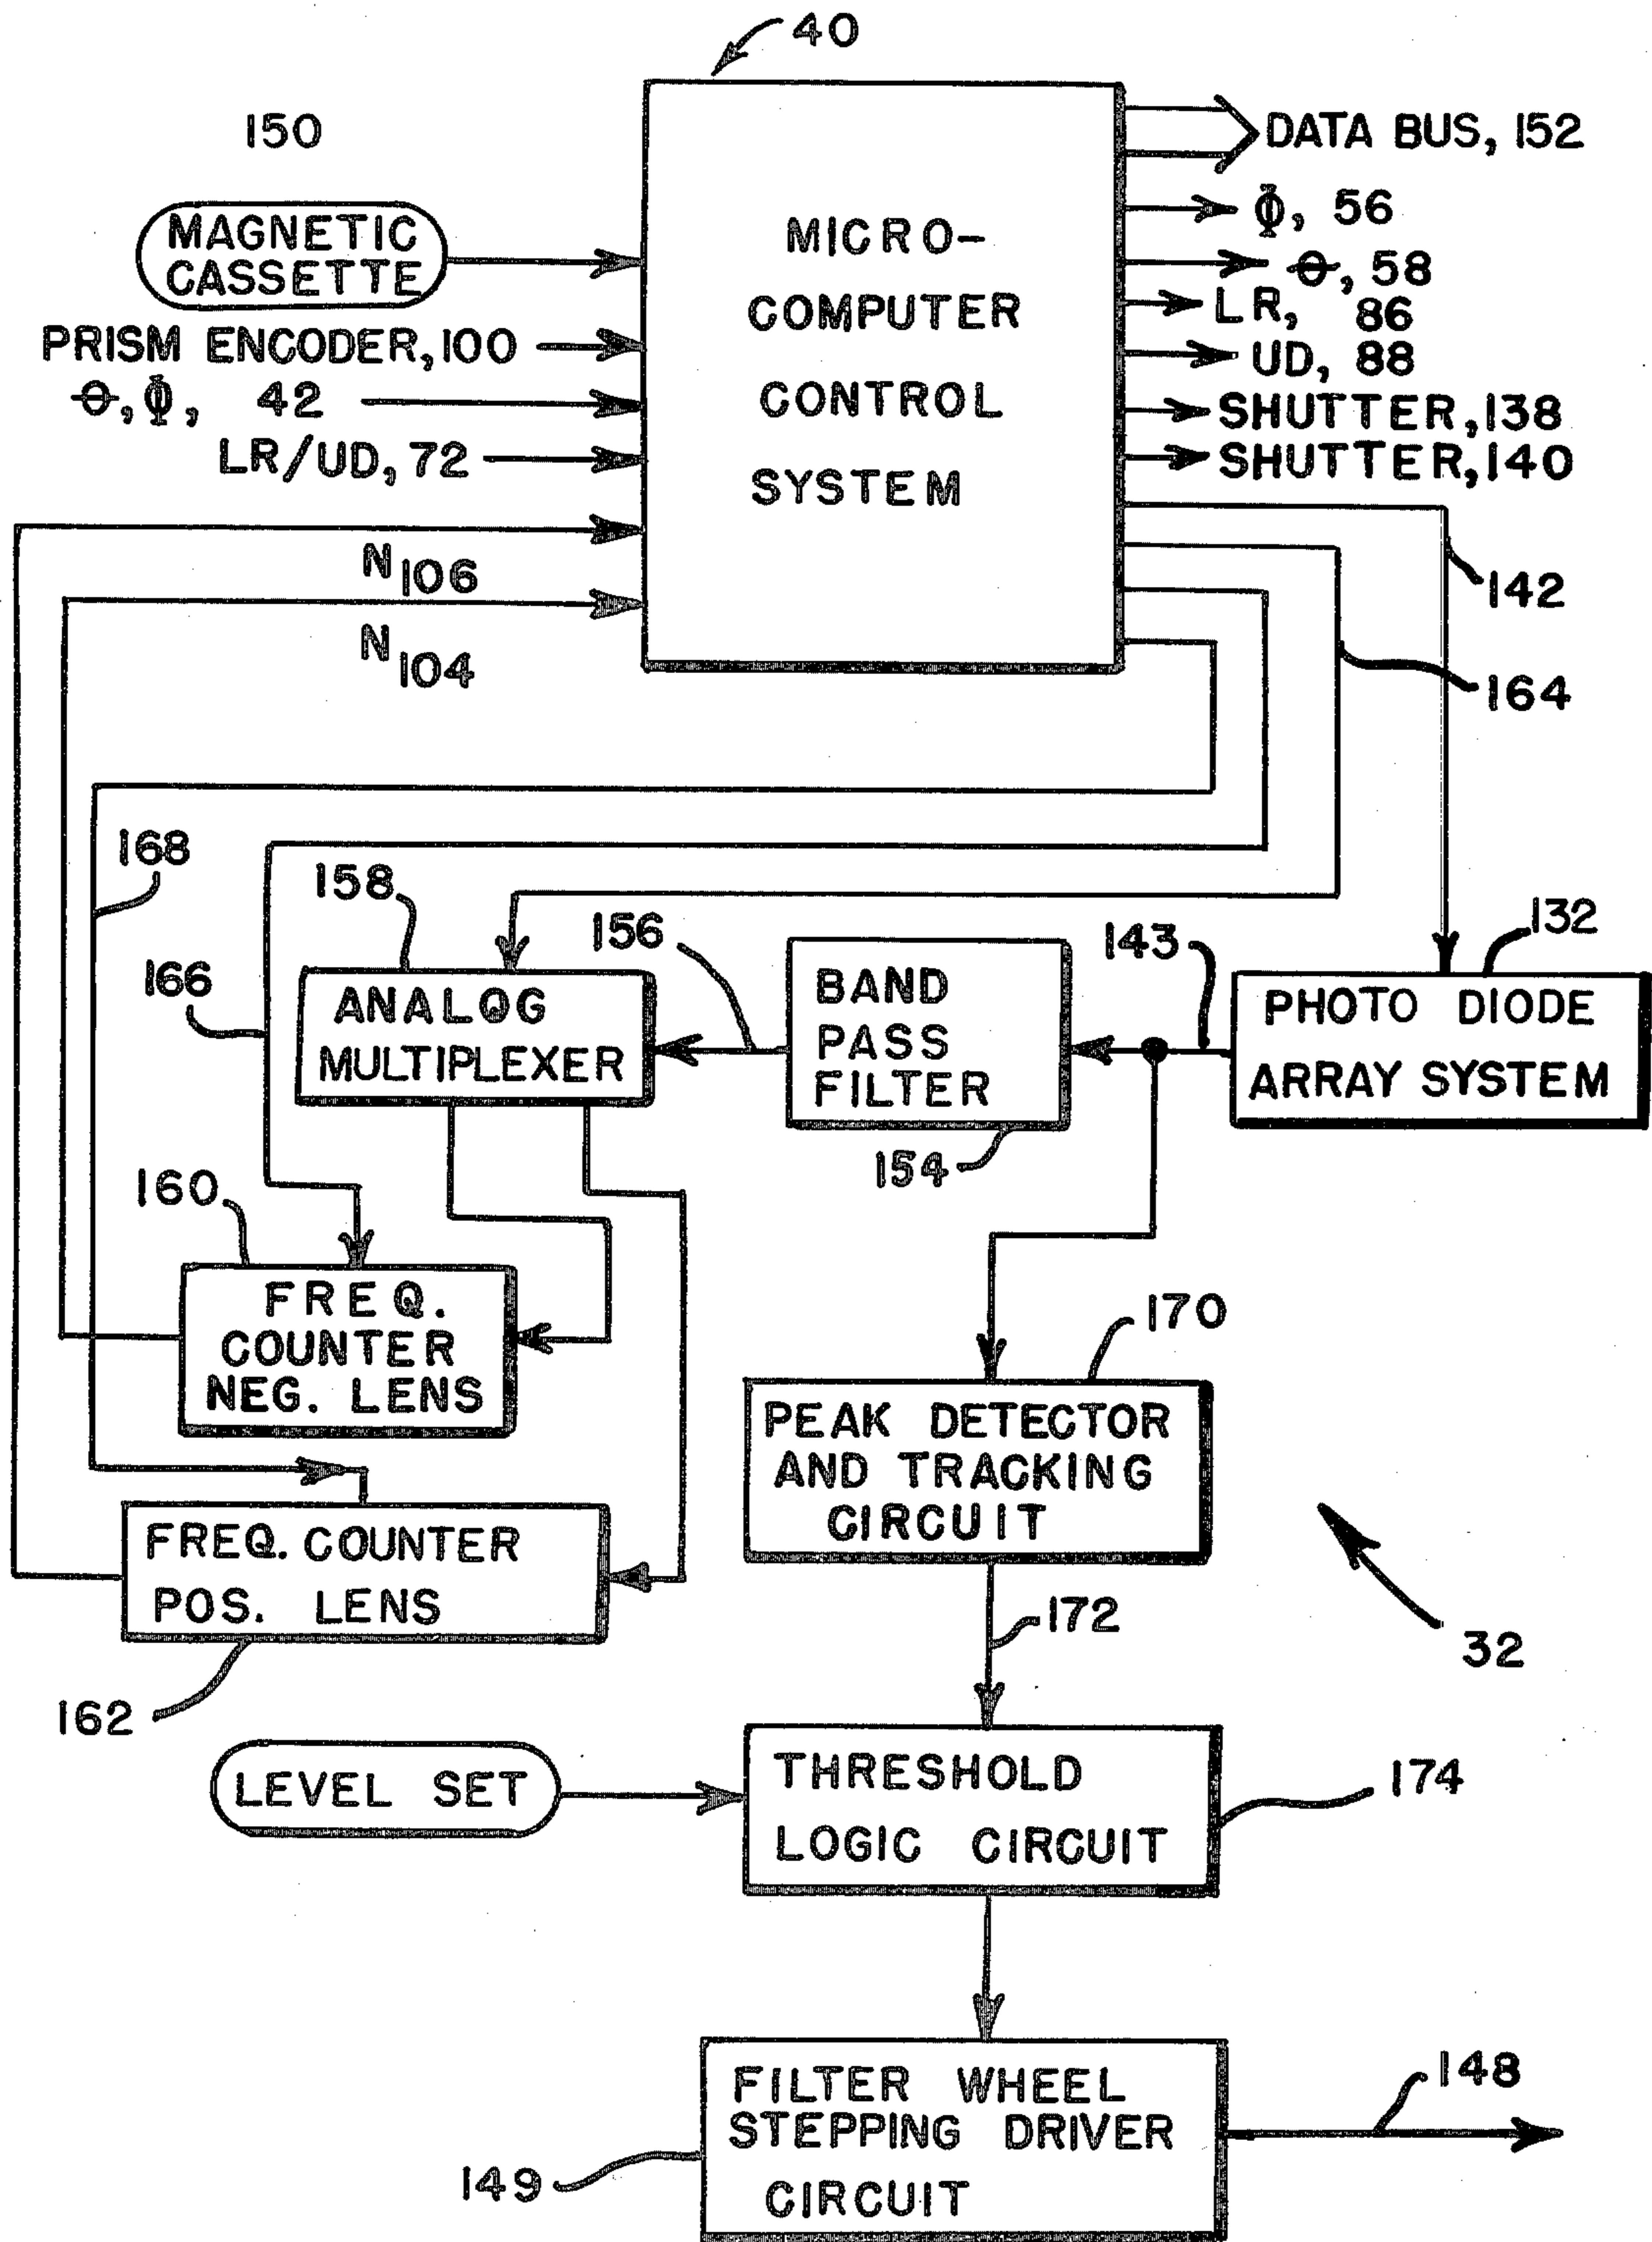 40
150
DATA BUS, 152
Φ, 56
MAGNETIC
CASSETTE
MICRO-
COMPUTER
CONTROL
SYSTEM
Θ, 58
LR, 86
PRISM ENCODER, 100
UD, 88
Θ, Φ, 42
SHUTTER, 138
LR/UD, 72
SHUTTER, 140
N106
142
N104
164
168
158
156
143
132
166
ANALOG
MULTIPLEXER
BAND
PASS
FILTER
PHOTO DIODE
ARRAY SYSTEM
154
160
FREQ.
COUNTER
NEG. LENS
170
PEAK DETECTOR
AND TRACKING
CIRCUIT
FREQ. COUNTER
POS. LENS
172
32
162
LEVEL SET
THRESHOLD
LOGIC CIRCUIT
174
FILTER WHEEL
STEPPING DRIVER
CIRCUIT
148
149